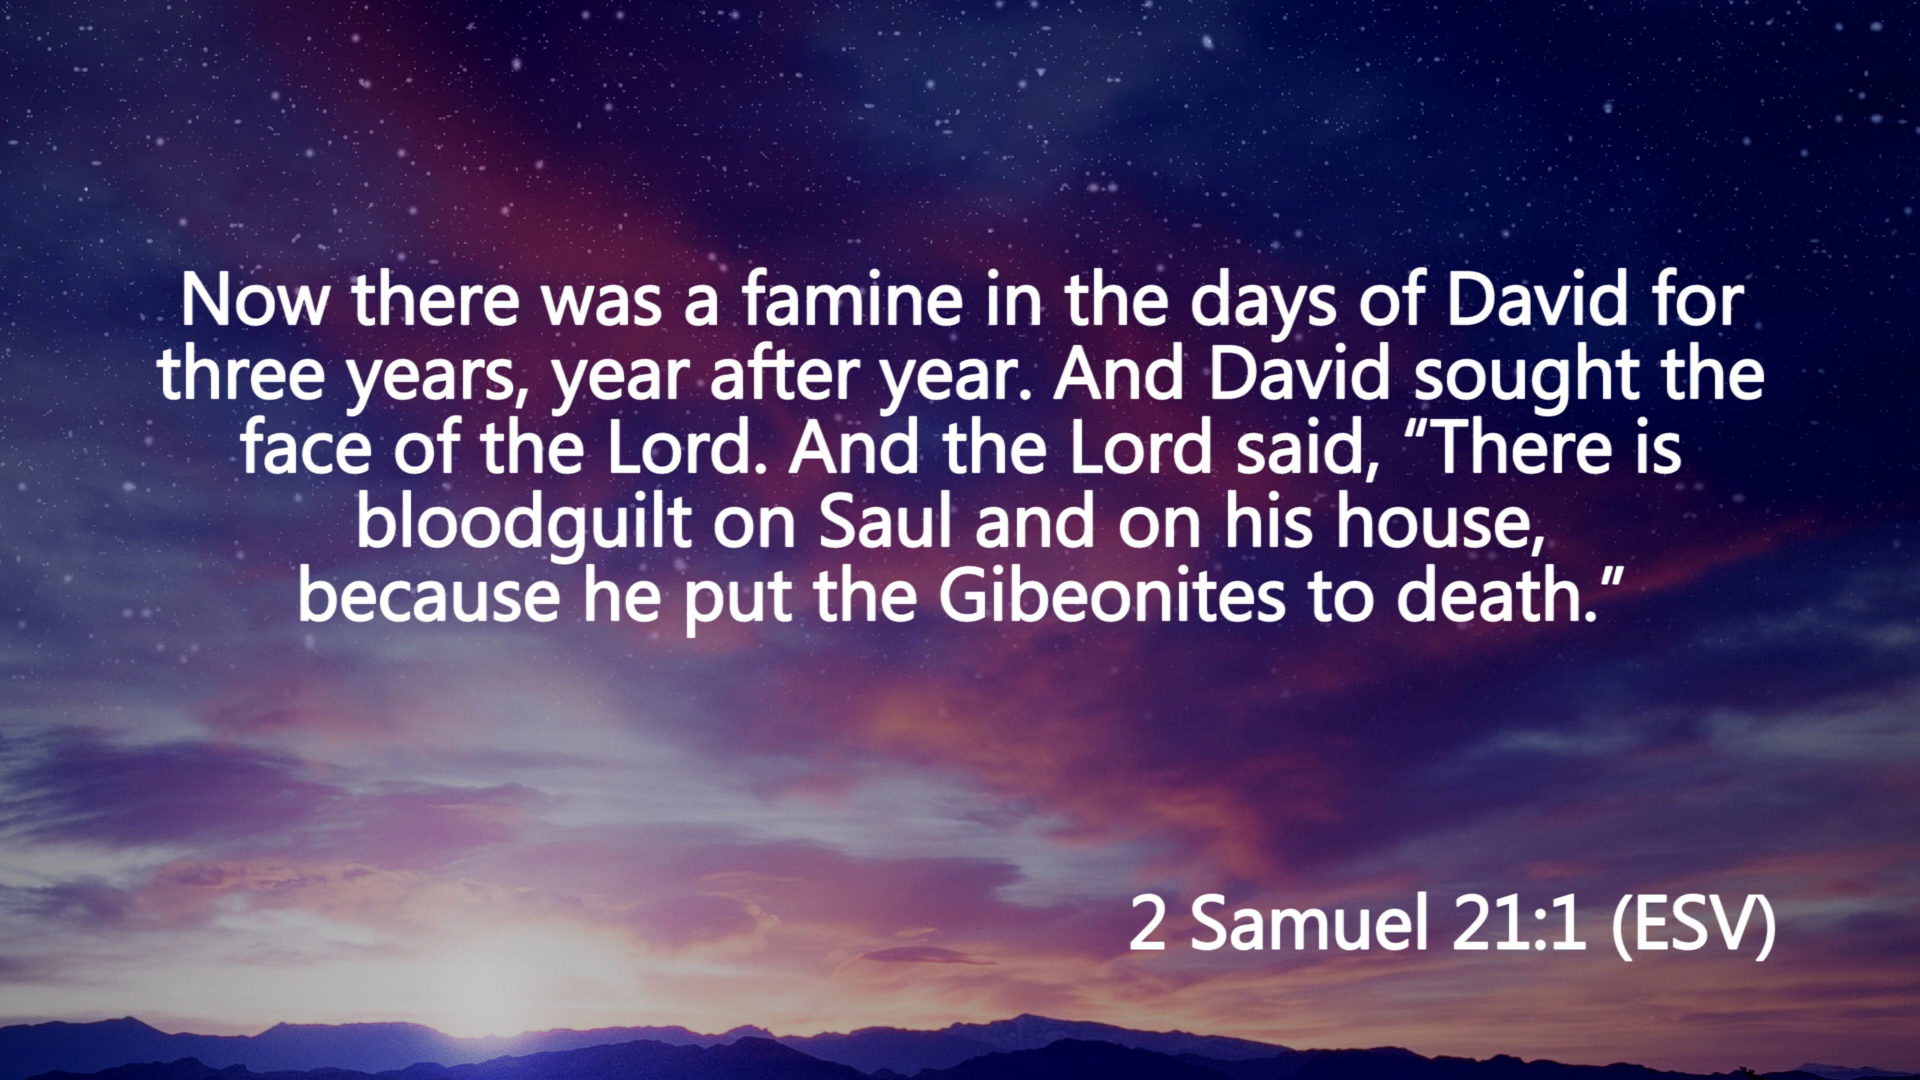 Now there was a famine in the days of David for
three years, year after year. And David sought the
face of the Lord. And the Lord said, “There is
bloodguilt on Saul and on his house,
because he put the Gibeonites to death.”
2 Samuel 21:1 (ESV)